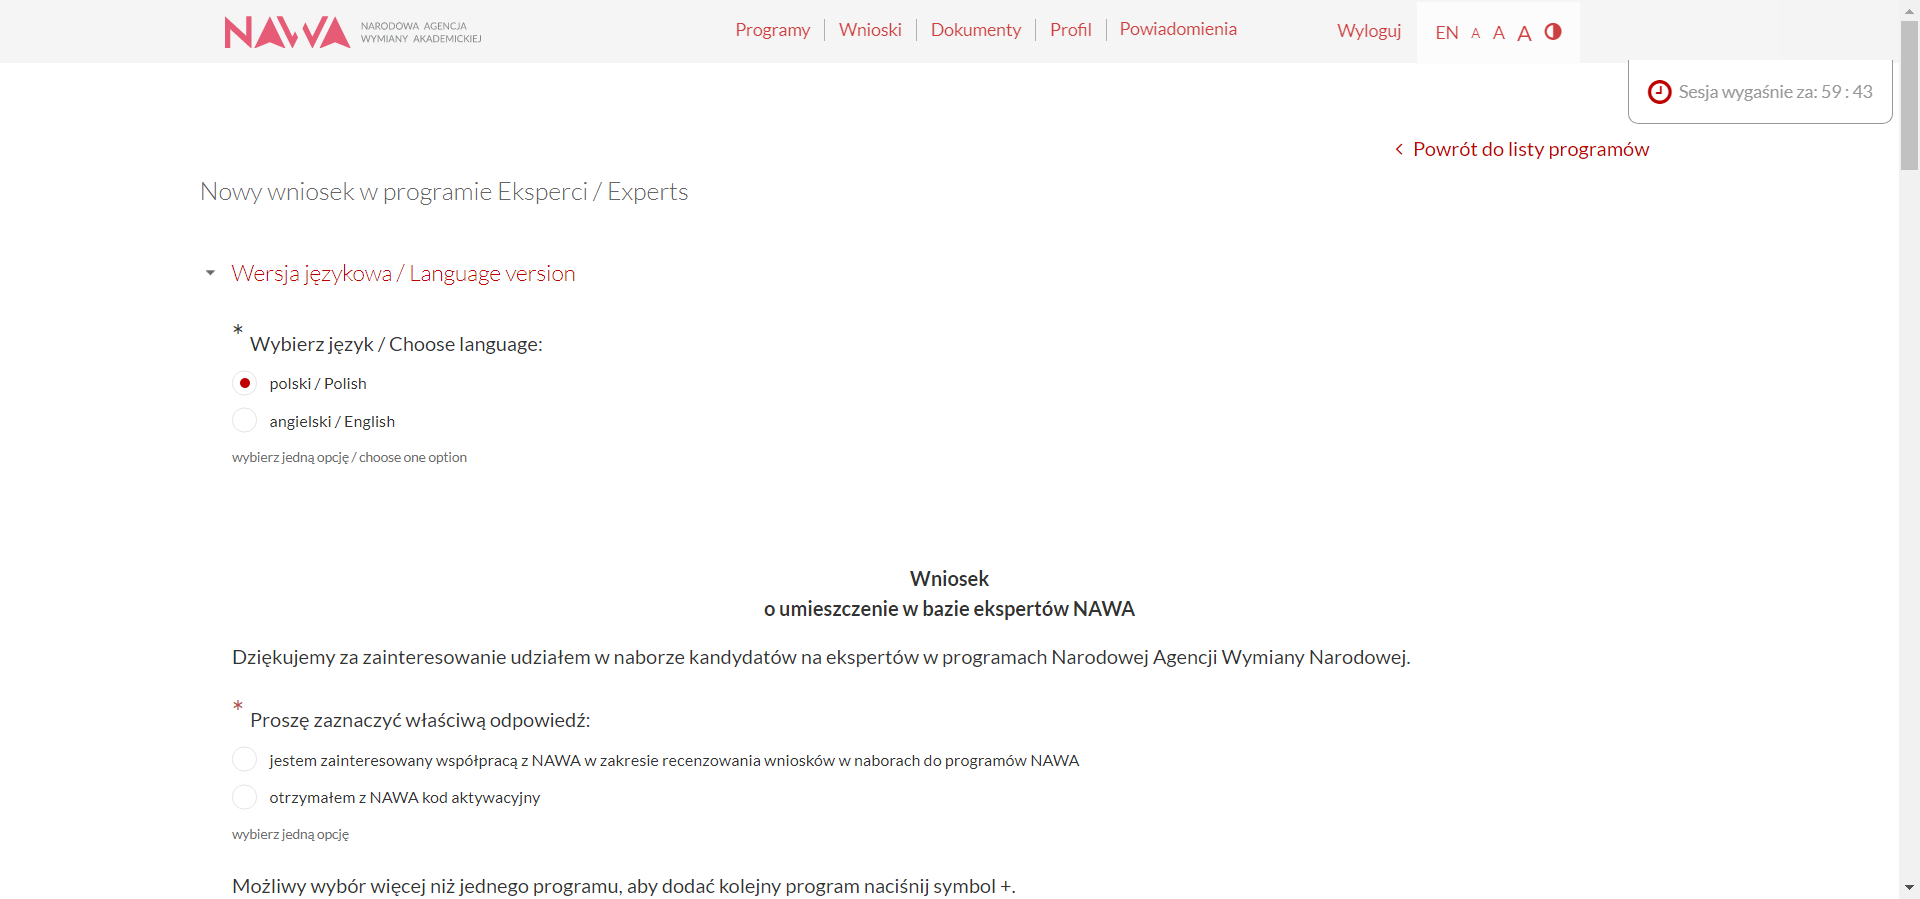 NAWA NARODOWA AGENCJA WYMIANY AKADEMICKIEJ
Programy
Wnioski
Dokumenty
Profil
Powiadomienia
Wyloguj
EN A A A
Sesja wygaśnie za: 59 : 43
Powrót do listy programów
Nowy wniosek w programie Eksperci / Experts
Wersja językowa / Language version
* Wybierz język / Choose language:
polski / Polish
angielski / English
wybierz jedną opcję / choose one option
Wniosek
o umieszczenie w bazie ekspertów NAWA
Dziękujemy za zainteresowanie udziałem w naborze kandydatów na ekspertów w programach Narodowej Agencji Wymiany Narodowej.
* Proszę zaznaczyć właściwą odpowiedź:
jestem zainteresowany współpracą z NAWA w zakresie recenzowania wniosków w naborach do programów NAWA
otrzymałem z NAWA kod aktywacyjny
wybierz jedną opcję
Możliwy wybór więcej niż jednego programu, aby dodać kolejny program naciśnij symbol +.